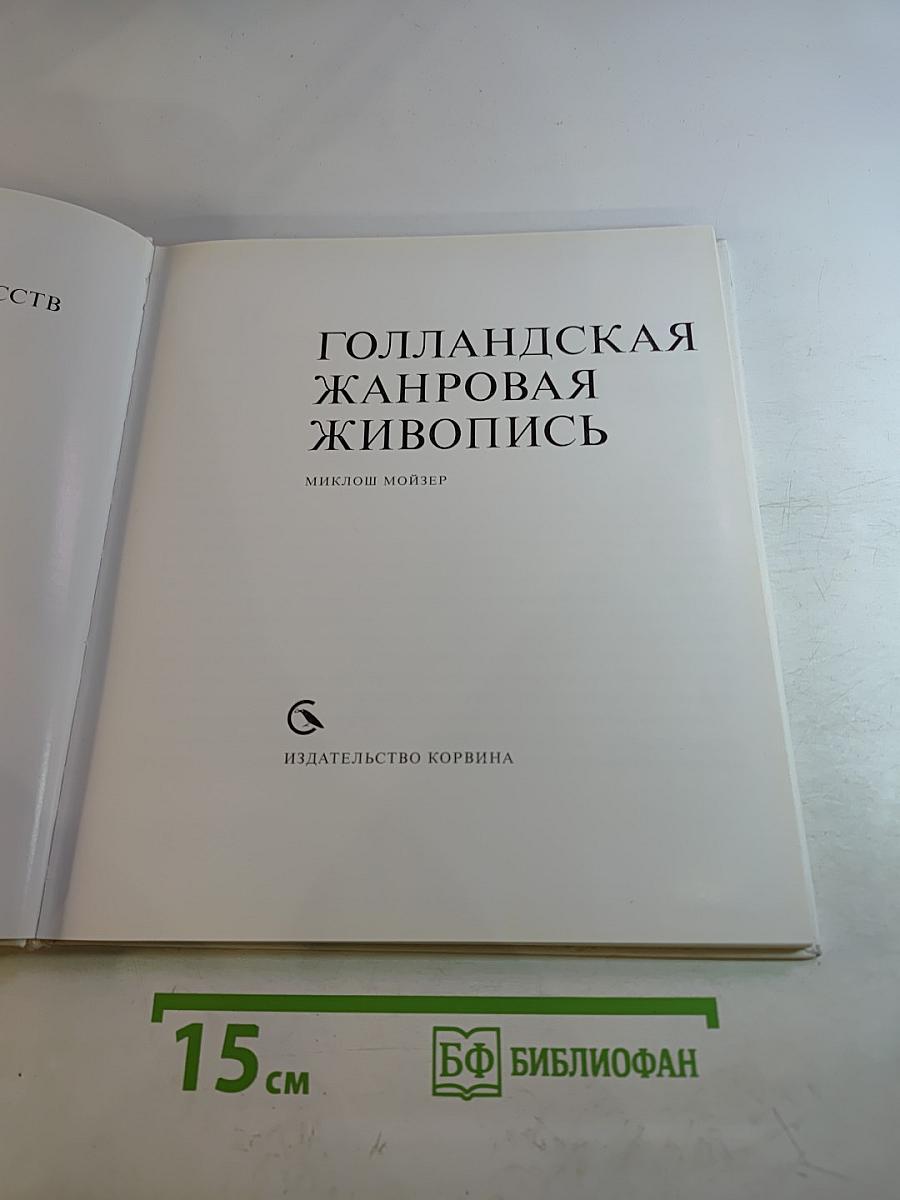 ССТВ
ГОЛЛАНДСКАЯ
ЖАНРОВАЯ
ЖИВОПИСЬ
МИКЛОШ МОЙЗЕР
ИЗДАТЕЛЬСТВО КОРВИНА
15 см
БФ БИБЛИОФАН